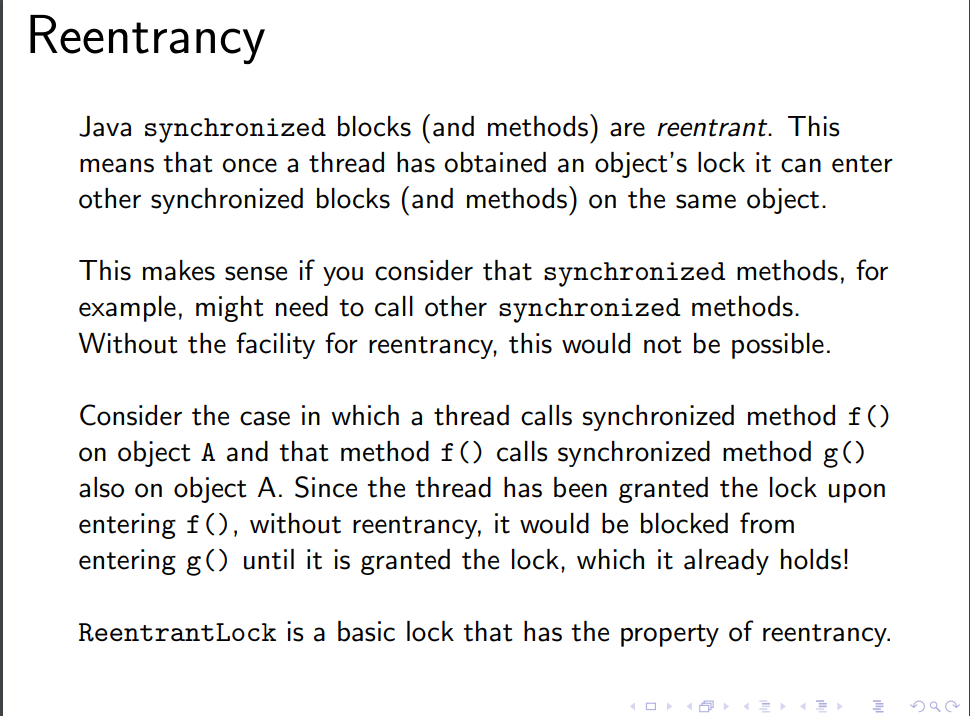 Reentrancy
Java synchronized blocks (and methods) are reentrant. This
means that once a thread has obtained an object's lock it can enter
other synchronized blocks (and methods) on the same object.
This makes sense if you consider that synchronized methods, for
example, might need to call other synchronized methods.
Without the facility for reentrancy, this would not be possible.
Consider the case in which a thread calls synchronized method f()
on object A and that method f() calls synchronized method g()
also on object A. Since the thread has been granted the lock upon
entering f(), without reentrancy, it would be blocked from
entering g() until it is granted the lock, which it already holds!
ReentrantLock is a basic lock that has the property of reentrancy.